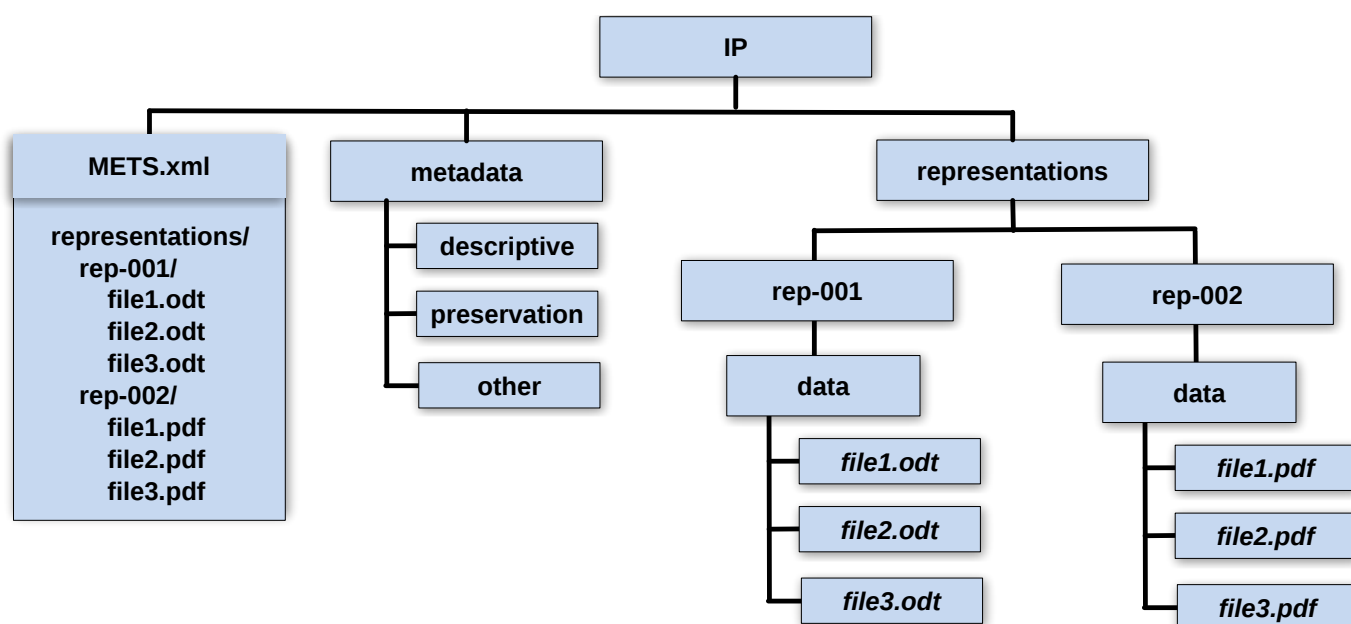 IP
METS.xml
representations/
rep-001/
file1.odt
file2.odt
file3.odt
rep-002/
file1.pdf
file2.pdf
file3.pdf
metadata
descriptive
preservation
other
representations
rep-001
data
file1.odt
file2.odt
file3.odt
rep-002
data
file1.pdf
file2.pdf
file3.pdf